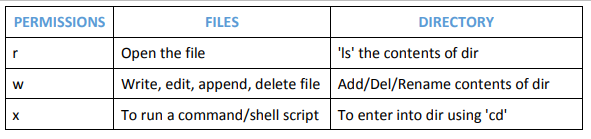 PERMISSIONS FILES DIRECTORY
r Open the file 'ls' the contents of dir
w Write, edit, append, delete file Add/Del/Rename contents of dir
x To run a command/shell script To enter into dir using 'cd'